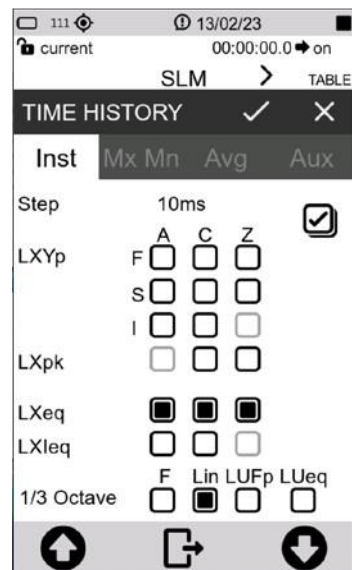 111 13/02/23
current 00:00:00.0 on
SLM > TABLE
TIME HISTORY
Inst Mx Mn Avg Aux
Step 10ms
A C Z
LXYp F
S
I
LXpk
LXeq
LXIeq
F Lin LUFp LUeq
1/3 Octave